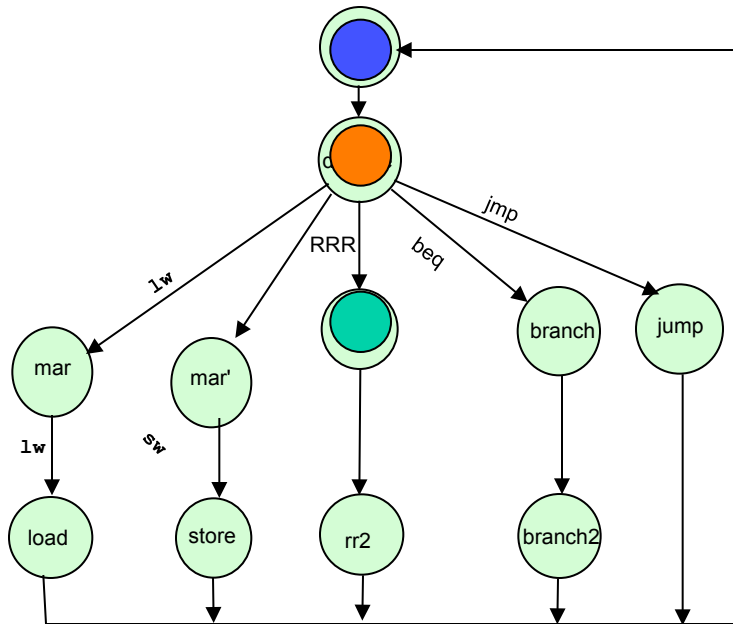 jmp
RRR
beq
lw
branch
jump
mar
mar'
lw
sw
load
store
rr2
branch2